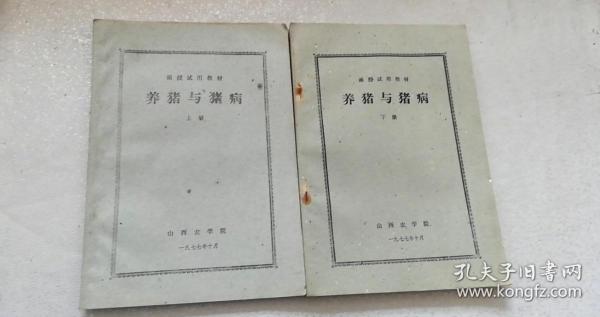 函授试用教材
养猪与猪病
上册
山西农学院
一九七七年十月
函授试用教材
养猪与猪病
下册
山西农学院
一九七七年十月
孔夫子旧书网
www.kongfz.com